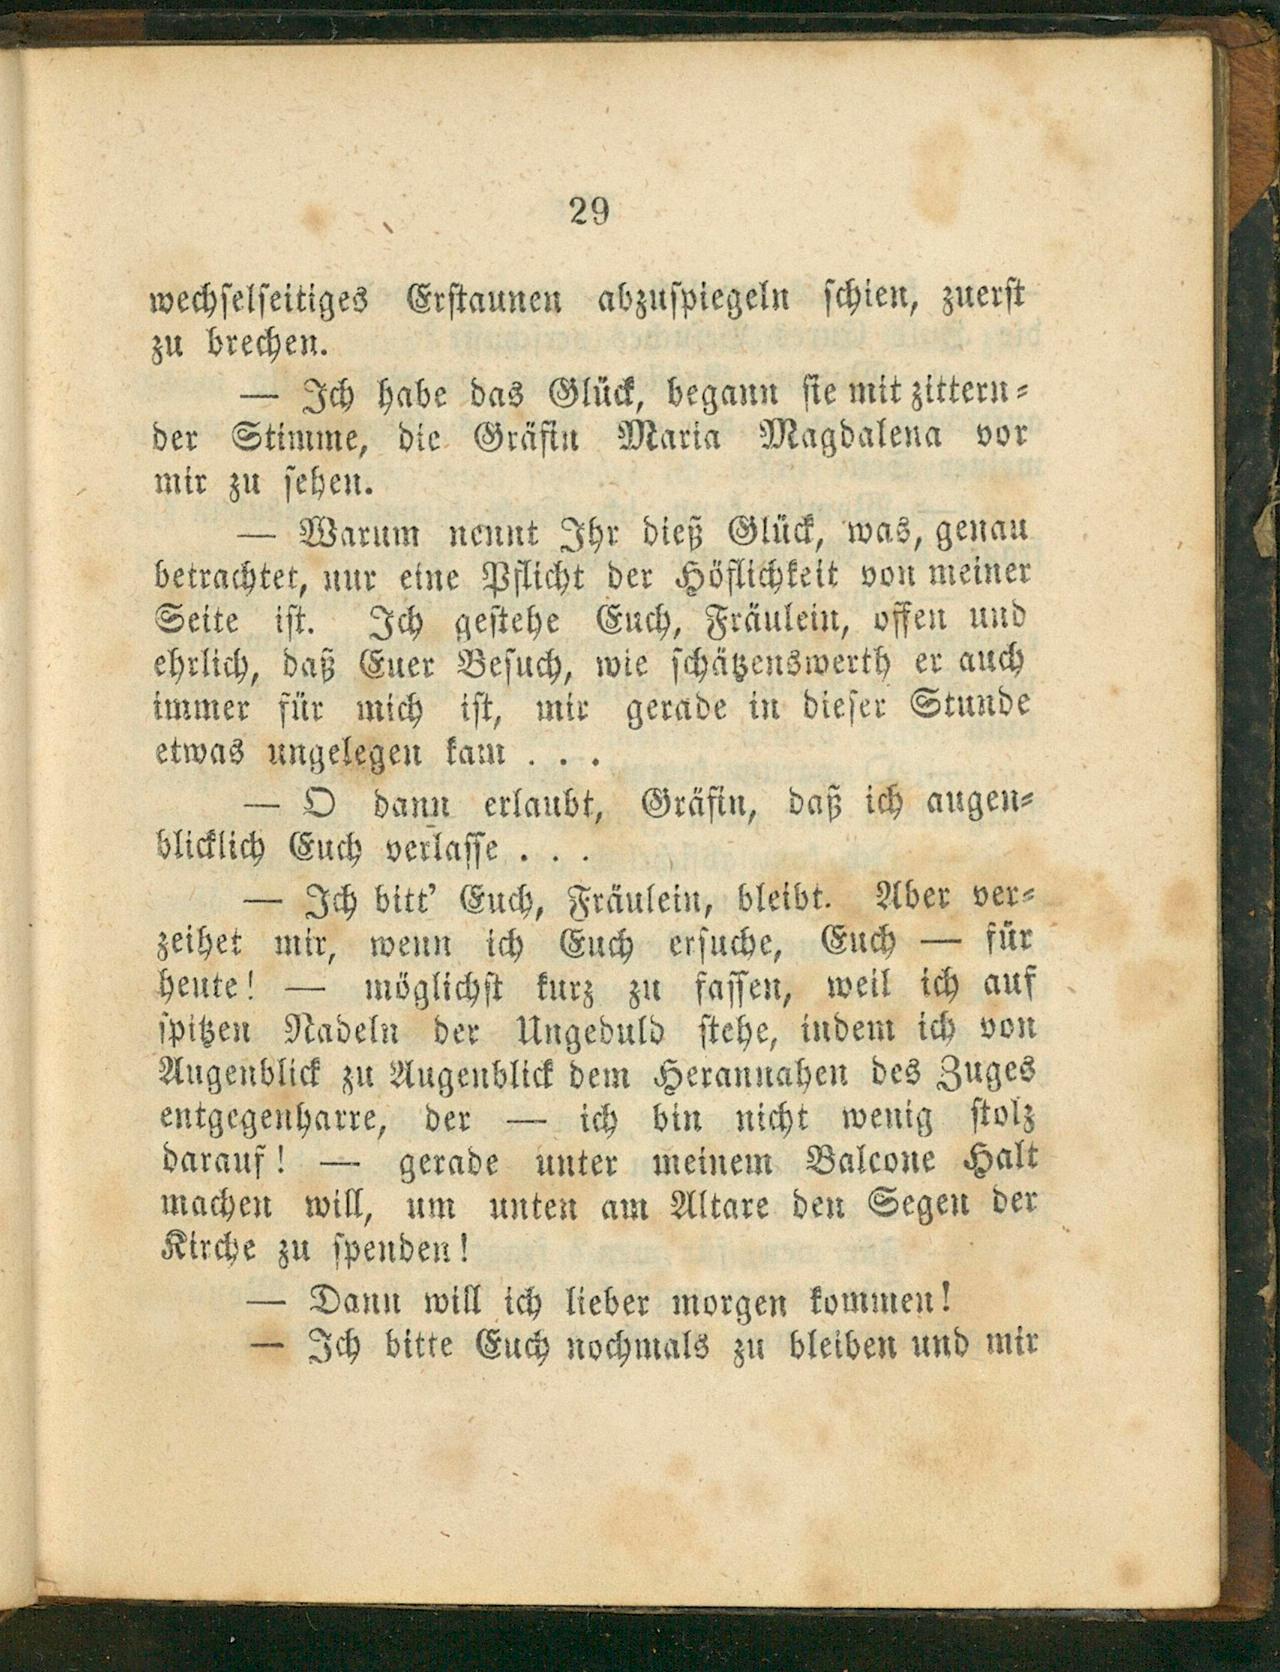 29
wechselseitiges Erstaunen abzuspiegeln schien, zuerst
zu brechen.
— Ich habe das Glück, begann sie mit zittern-
der Stimme, die Gräfin Maria Magdalena vor
mir zu sehen.
— Warum nennt Ihr dieß Glück, was, genau
betrachtet, nur eine Pflicht der Höflichkeit von meiner
Seite ist. Ich gestehe Euch, Fräulein, offen und
ehrlich, daß Euer Besuch, wie schätzenswerth er auch
immer für mich ist, mir gerade in dieser Stunde
etwas ungelegen kam . . .
— O dann erlaubt, Gräfin, daß ich augen-
blicklich Euch verlasse . . .
— Ich bitt' Euch, Fräulein, bleibt. Aber ver-
zeihet mir, wenn ich Euch ersuche, Euch — für
heute! — möglichst kurz zu fassen, weil ich auf
spitzen Nadeln der Ungeduld stehe, indem ich von
Augenblick zu Augenblick dem Herannahen des Zuges
entgegenharre, der — ich bin nicht wenig stolz
darauf! — gerade unter meinem Balcone Halt
machen will, um unten am Altare den Segen der
Kirche zu spenden!
— Dann will ich lieber morgen kommen!
— Ich bitte Euch nochmals zu bleiben und mir